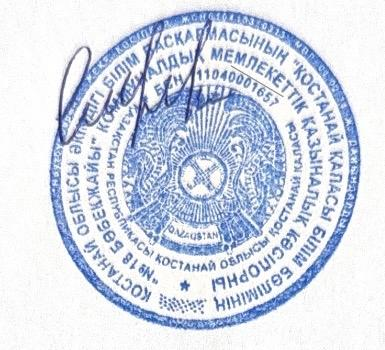 ҚОСТАНАЙ ОБЛЫСЫ ӘКІМДІГІ БІЛІМ БАСҚАРМАСЫНЫҢ "ҚОСТАНАЙ ҚАЛАСЫ БІЛІМ БӨЛІМІНІҢ
"№18 БӨБЕКЖАЙЫ" КОММУНАЛДЫҚ МЕМЛЕКЕТТІК ҚАЗЫНАЛЫҚ КӘСІПОРНЫ
ҚАЗАҚСТАН РЕСПУБЛИКАСЫ ҚОСТАНАЙ ОБЛЫСЫ ҚОСТАНАЙ ҚАЛАСЫ
БСН
11040001657
QAZAQSTAN